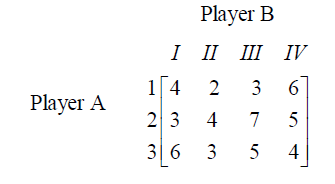 Player B
I II III IV
1 4 2 3 6
Player A
2 3 4 7 5
3 6 3 5 4